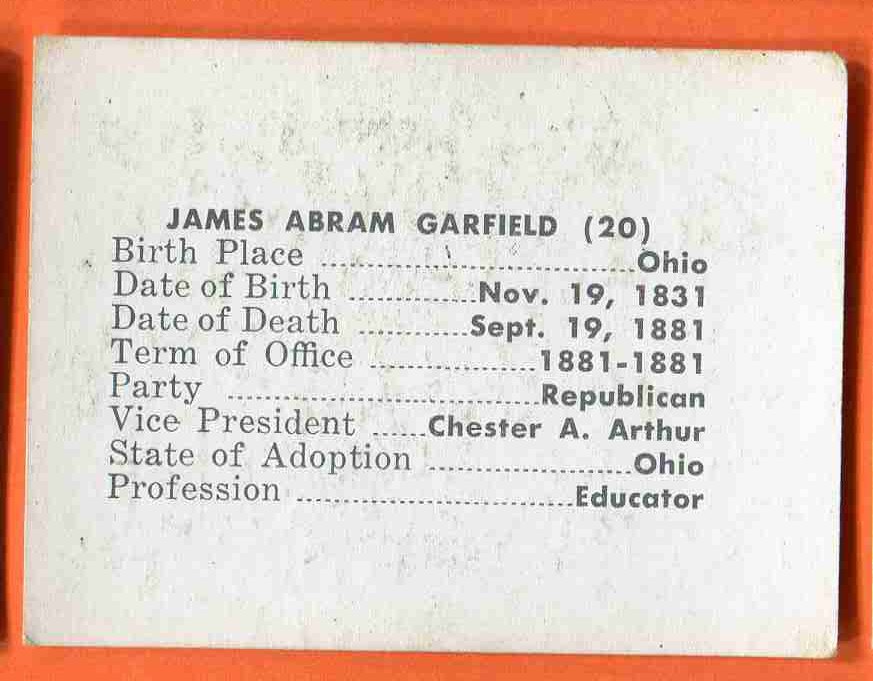 JAMES ABRAM GARFIELD (20)
Birth Place ................................Ohio
Date of Birth .............Nov. 19, 1831
Date of Death ...........Sept. 19, 1881
Term of Office .................1881-1881
Party ................................Republican
Vice President ......Chester A. Arthur
State of Adoption .....................Ohio
Profession ............................Educator